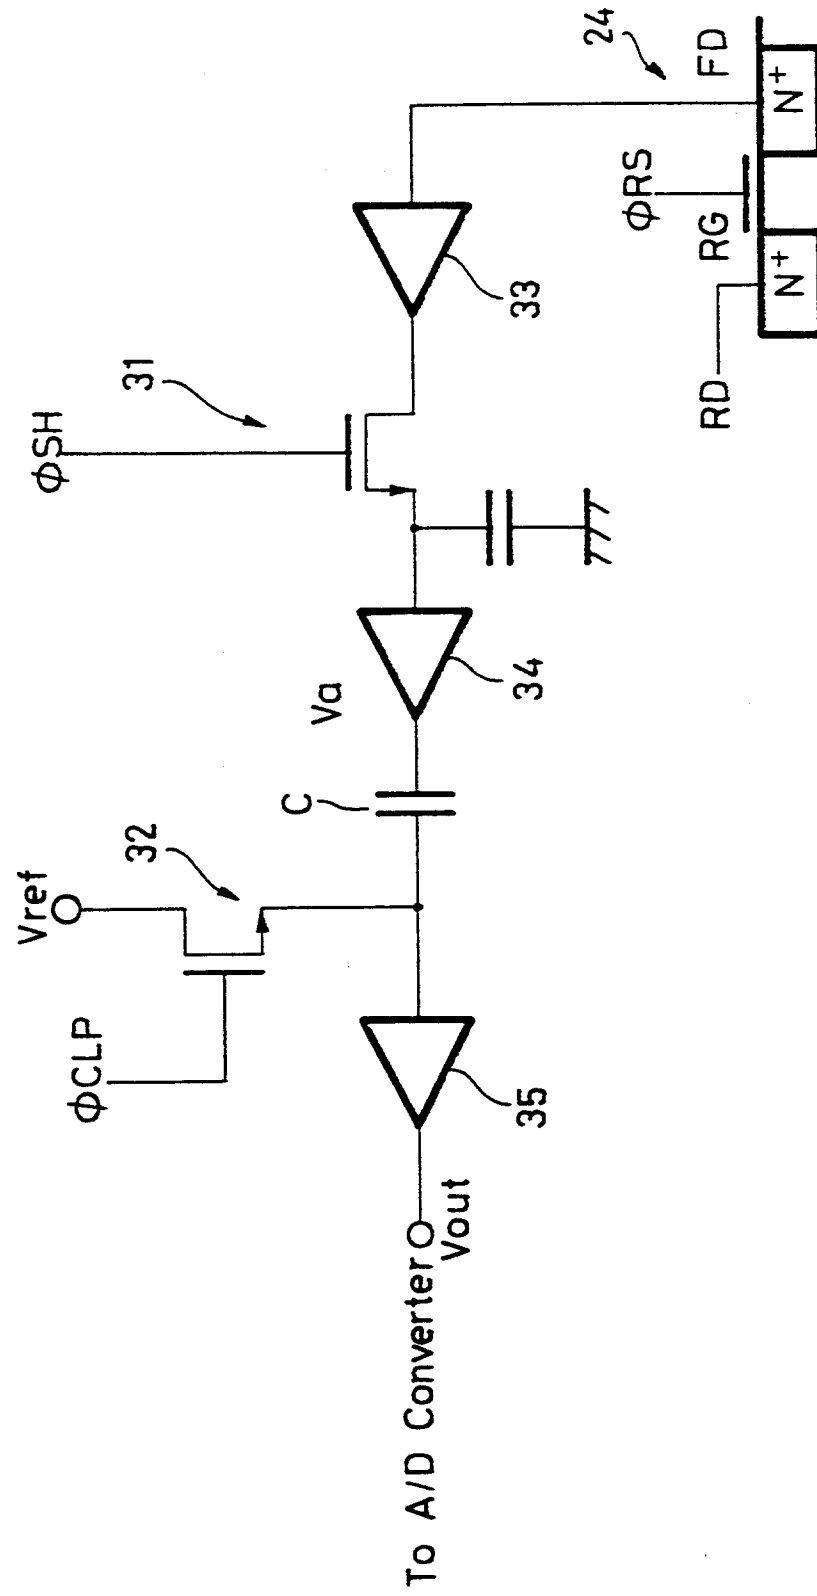 To A/D Converter
Vout
35
φCLP
Vref
32
C
Va
34
φSH
31
33
RD
RG
φRS
FD
24
N+
N+